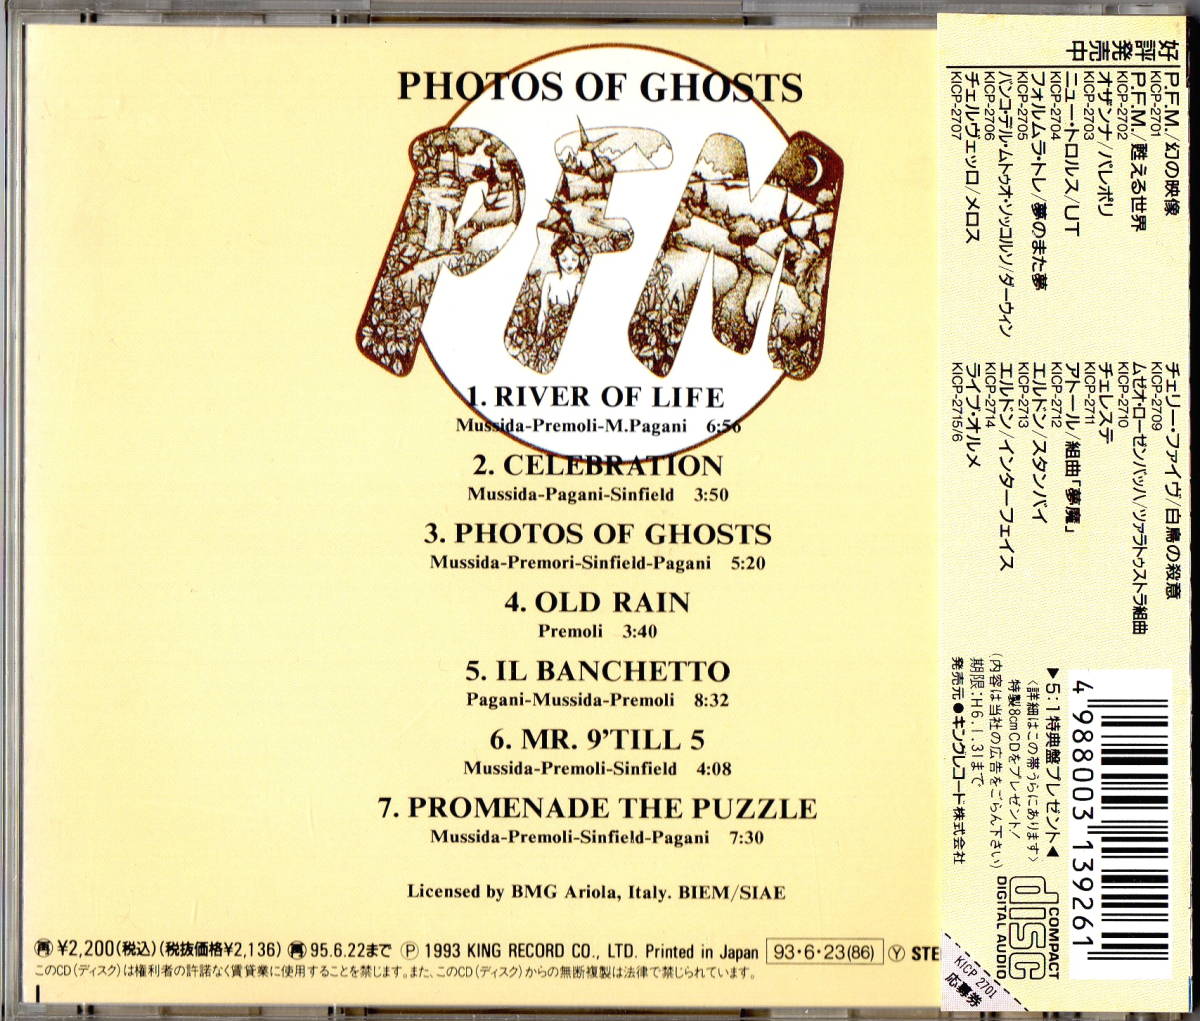 PHOTOS OF GHOSTS
PFM
1. RIVER OF LIFE
Mussida-Premoli-M.Pagani 6:56
2. CELEBRATION
Mussida-Pagani-Sinfield 3:50
3. PHOTOS OF GHOSTS
Mussida-Premori-Sinfield-Pagani 5:20
4. OLD RAIN
Premoli 3:40
5. IL BANCHETTO
Pagani-Mussida-Premoli 8:32
6. MR. 9'TILL 5
Mussida-Premoli-Sinfield 4:08
7. PROMENADE THE PUZZLE
Mussida-Premoli-Sinfield-Pagani 7:30
Licensed by BMG Ariola, Italy. BIEM/SIAE
再 ¥2,200(税込)(税抜価格¥2,136) 再 95.6.22まで Ⓟ 1993 KING RECORD CO., LTD. Printed in Japan 93・6・23(86) Ⓨ STE
このCD(ディスク)は権利者の許諾なく賃貸業に使用することを禁じます。また、このCD(ディスク)からの無断複製は法律で禁じられています。
好評発売中
P.F.M./幻の映像
KICP-2701
P.F.M./甦える世界
KICP-2702
オザンナ/パレポリ
KICP-2703
ニュー・トロルス/UT
KICP-2704
フォルムラ・トレ/夢のまた夢
KICP-2705
バンコ・デル・ムトゥオ・ソッコルソ/ダーウィン
KICP-2706
チェルヴェッロ/メロス
KICP-2707
チェリー・ファイヴ/白鳥の殺意
KICP-2709
ムゼオ・ローゼンバッハ/ツァラトゥストラ組曲
KICP-2710
チェレステ
KICP-2711
アトール/組曲「夢魔」
KICP-2712
エルドン/スタンバイ
KICP-2713
エルドン/インターフェイス
KICP-2714
ライブ・オルメ
KICP-2715/6
▶5:1特典盤プレゼント◀
〈詳細はこの帯うらにあります〉
特製8cmCDをプレゼント!
(内容は当社の広告をごらん下さい)
期限:H6.1.31まで
発売元●キングレコード株式会社
4 988003 139261
COMPACT
disc
DIGITAL AUDIO
KICP 2701
応募券